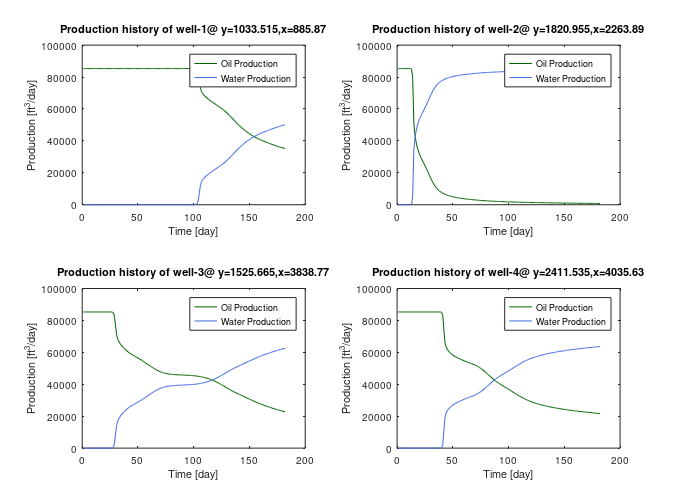 Production history of well-1@ y=1033.515,x=885.87
100000
80000
60000
40000
20000
0
Production [ft3/day]
Oil Production
Water Production
0 50 100 150 200
Time [day]
Production history of well-2@ y=1820.955,x=2263.89
100000
80000
60000
40000
20000
0
Production [ft3/day]
Oil Production
Water Production
0 50 100 150 200
Time [day]
Production history of well-3@ y=1525.665,x=3838.77
100000
80000
60000
40000
20000
0
Production [ft3/day]
Oil Production
Water Production
0 50 100 150 200
Time [day]
Production history of well-4@ y=2411.535,x=4035.63
100000
80000
60000
40000
20000
0
Production [ft3/day]
Oil Production
Water Production
0 50 100 150 200
Time [day]